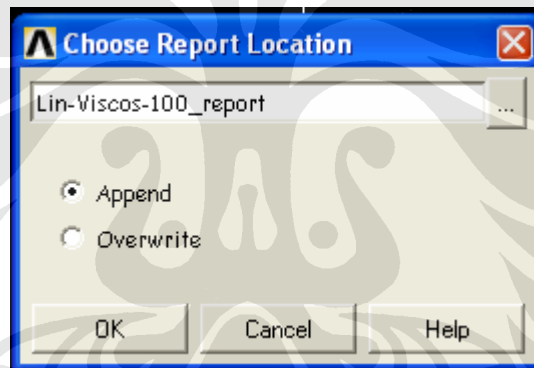 Choose Report Location
Lin-Viscos-100_report
...
Append
Overwrite
OK Cancel Help